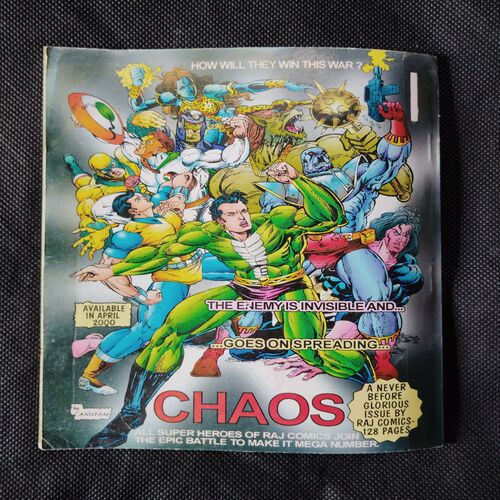 HOW WILL THEY WIN THIS WAR ?
THE ENEMY IS INVISIBLE AND...
...GOES ON SPREADING...
AVAILABLE
IN APRIL
2000
CHAOS
A NEVER
BEFORE
GLORIOUS
ISSUE BY
RAJ COMICS-
128 PAGES
ANUPAM
ALL SUPER HEROES OF RAJ COMICS JOIN
THE EPIC BATTLE TO MAKE IT MEGA NUMBER.